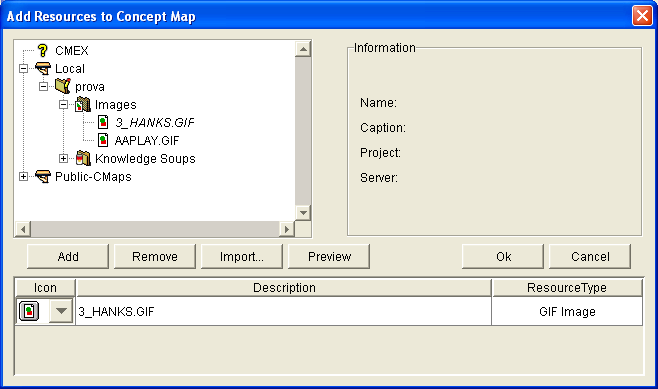 Add Resources to Concept Map
CMEX
Local
prova
Images
3_HANKS.GIF
AAPLAY.GIF
Knowledge Soups
Public-CMaps
Information
Name:
Caption:
Project:
Server:
Add Remove Import... Preview Ok Cancel
Icon Description ResourceType
3_HANKS.GIF GIF Image